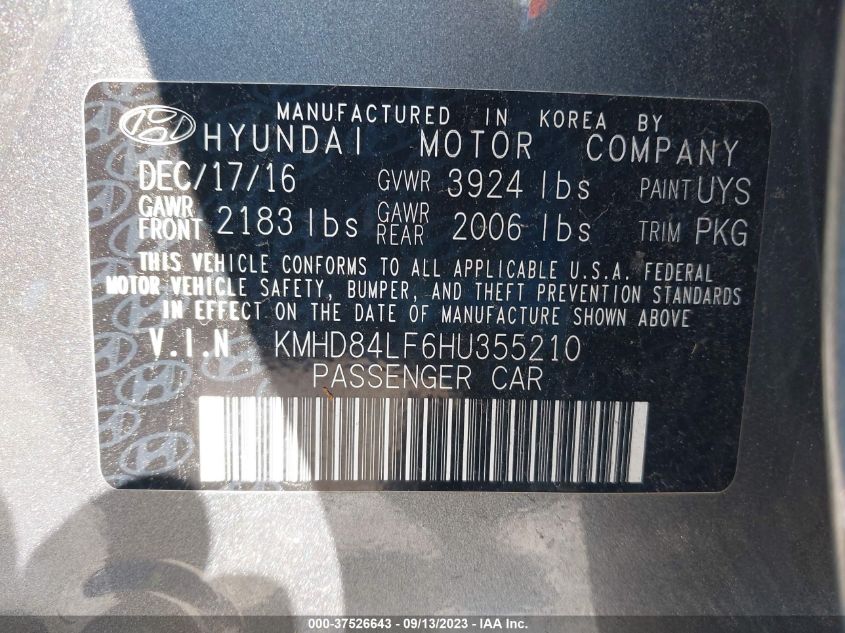 MANUFACTURED IN KOREA BY
HYUNDAI MOTOR COMPANY
DEC/17/16 GVWR 3924 lbs PAINT UYS
GAWR FRONT 2183 lbs GAWR REAR 2006 lbs TRIM PKG
THIS VEHICLE CONFORMS TO ALL APPLICABLE U.S.A. FEDERAL
MOTOR VEHICLE SAFETY, BUMPER, AND THEFT PREVENTION STANDARDS
IN EFFECT ON THE DATE OF MANUFACTURE SHOWN ABOVE
V.I.N. KMHD84LF6HU355210
PASSENGER CAR
000-37526643 - 09/13/2023 - IAA Inc.